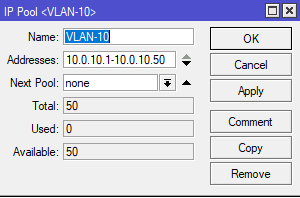 IP Pool <VLAN-10>
Name: VLAN-10 OK
Addresses: 10.0.10.1-10.0.10.50 Cancel
Next Pool: none Apply
Total: 50
Used: 0 Comment
Available: 50 Copy
Remove